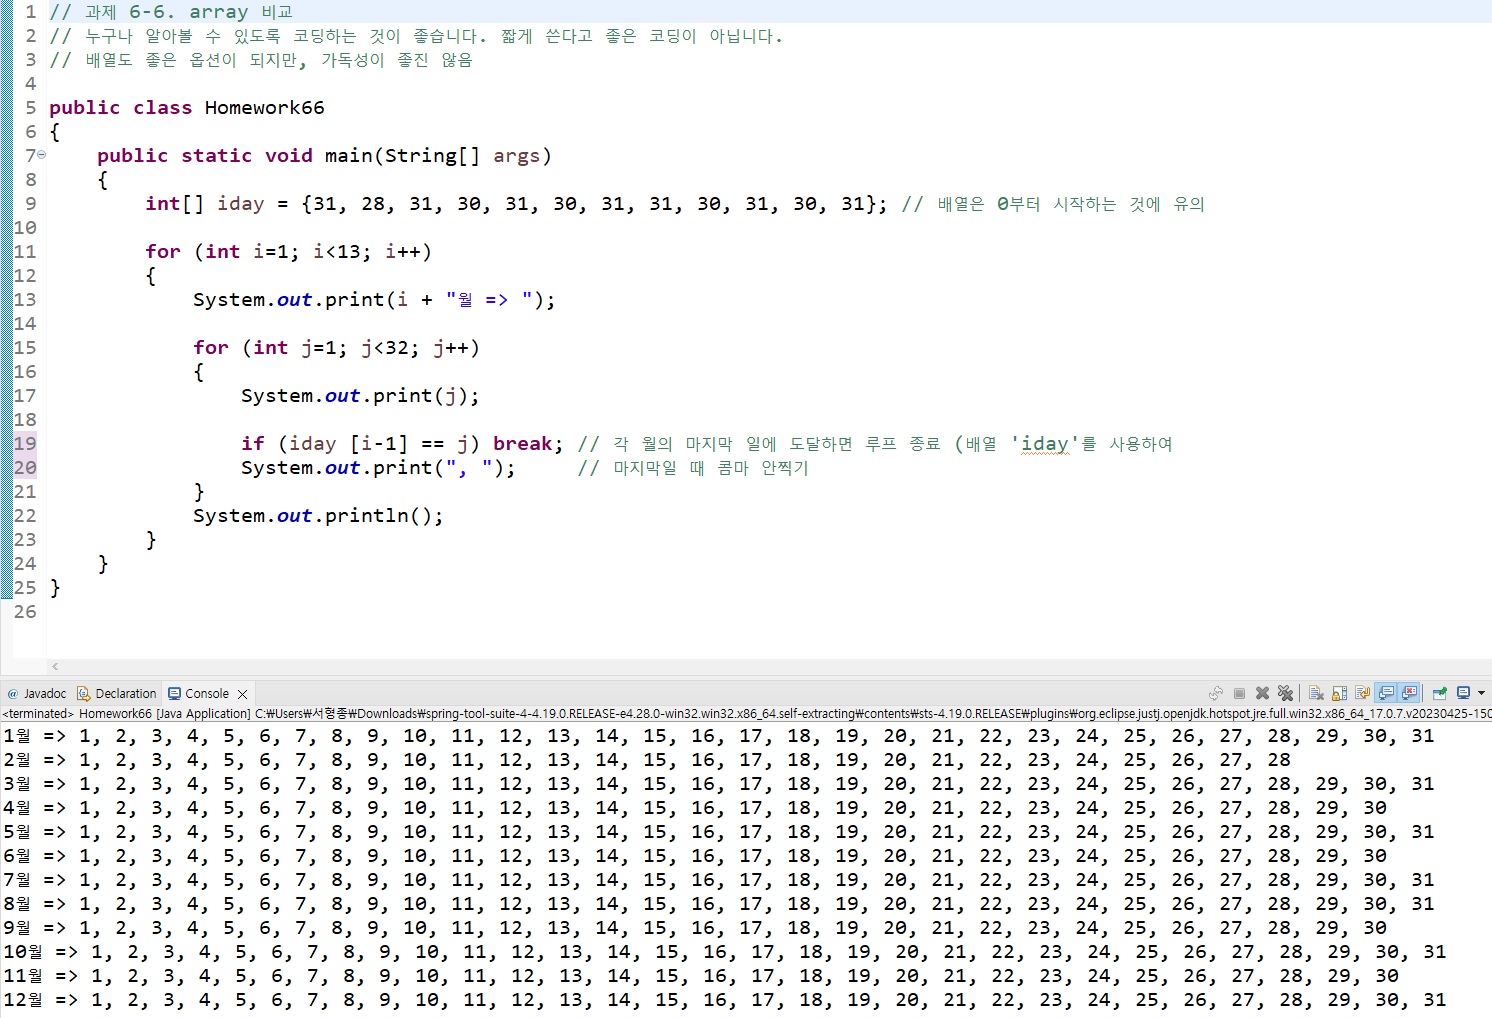 1 // 과제 6-6. array 비교
2 // 누구나 알아볼 수 있도록 코딩하는 것이 좋습니다. 짧게 쓴다고 좋은 코딩이 아닙니다.
3 // 배열도 좋은 옵션이 되지만, 가독성이 좋진 않음
4
5 public class Homework66
6 {
7 public static void main(String[] args)
8 {
9 int[] iday = {31, 28, 31, 30, 31, 30, 31, 31, 30, 31, 30, 31}; // 배열은 0부터 시작하는 것에 유의
10
11 for (int i=1; i<13; i++)
12 {
13 System.out.print(i + "월 => ");
14
15 for (int j=1; j<32; j++)
16 {
17 System.out.print(j);
18
19 if (iday [i-1] == j) break; // 각 월의 마지막 일에 도달하면 루프 종료 (배열 'iday'를 사용하여
20 System.out.print(", "); // 마지막일 때 콤마 안찍기
21 }
22 System.out.println();
23 }
24 }
25 }
26
@ Javadoc Declaration Console
<terminated> Homework66 [Java Application] C:₩Users₩서형종₩Downloads₩spring-tool-suite-4-4.19.0.RELEASE-e4.28.0-win32.win32.x86_64.self-extracting₩contents₩sts-4.19.0.RELEASE₩plugins₩org.eclipse.justj.openjdk.hotspot.jre.full.win32.x86_64_17.0.7.v20230425-150
1월 => 1, 2, 3, 4, 5, 6, 7, 8, 9, 10, 11, 12, 13, 14, 15, 16, 17, 18, 19, 20, 21, 22, 23, 24, 25, 26, 27, 28, 29, 30, 31
2월 => 1, 2, 3, 4, 5, 6, 7, 8, 9, 10, 11, 12, 13, 14, 15, 16, 17, 18, 19, 20, 21, 22, 23, 24, 25, 26, 27, 28
3월 => 1, 2, 3, 4, 5, 6, 7, 8, 9, 10, 11, 12, 13, 14, 15, 16, 17, 18, 19, 20, 21, 22, 23, 24, 25, 26, 27, 28, 29, 30, 31
4월 => 1, 2, 3, 4, 5, 6, 7, 8, 9, 10, 11, 12, 13, 14, 15, 16, 17, 18, 19, 20, 21, 22, 23, 24, 25, 26, 27, 28, 29, 30
5월 => 1, 2, 3, 4, 5, 6, 7, 8, 9, 10, 11, 12, 13, 14, 15, 16, 17, 18, 19, 20, 21, 22, 23, 24, 25, 26, 27, 28, 29, 30, 31
6월 => 1, 2, 3, 4, 5, 6, 7, 8, 9, 10, 11, 12, 13, 14, 15, 16, 17, 18, 19, 20, 21, 22, 23, 24, 25, 26, 27, 28, 29, 30
7월 => 1, 2, 3, 4, 5, 6, 7, 8, 9, 10, 11, 12, 13, 14, 15, 16, 17, 18, 19, 20, 21, 22, 23, 24, 25, 26, 27, 28, 29, 30, 31
8월 => 1, 2, 3, 4, 5, 6, 7, 8, 9, 10, 11, 12, 13, 14, 15, 16, 17, 18, 19, 20, 21, 22, 23, 24, 25, 26, 27, 28, 29, 30, 31
9월 => 1, 2, 3, 4, 5, 6, 7, 8, 9, 10, 11, 12, 13, 14, 15, 16, 17, 18, 19, 20, 21, 22, 23, 24, 25, 26, 27, 28, 29, 30
10월 => 1, 2, 3, 4, 5, 6, 7, 8, 9, 10, 11, 12, 13, 14, 15, 16, 17, 18, 19, 20, 21, 22, 23, 24, 25, 26, 27, 28, 29, 30, 31
11월 => 1, 2, 3, 4, 5, 6, 7, 8, 9, 10, 11, 12, 13, 14, 15, 16, 17, 18, 19, 20, 21, 22, 23, 24, 25, 26, 27, 28, 29, 30
12월 => 1, 2, 3, 4, 5, 6, 7, 8, 9, 10, 11, 12, 13, 14, 15, 16, 17, 18, 19, 20, 21, 22, 23, 24, 25, 26, 27, 28, 29, 30, 31